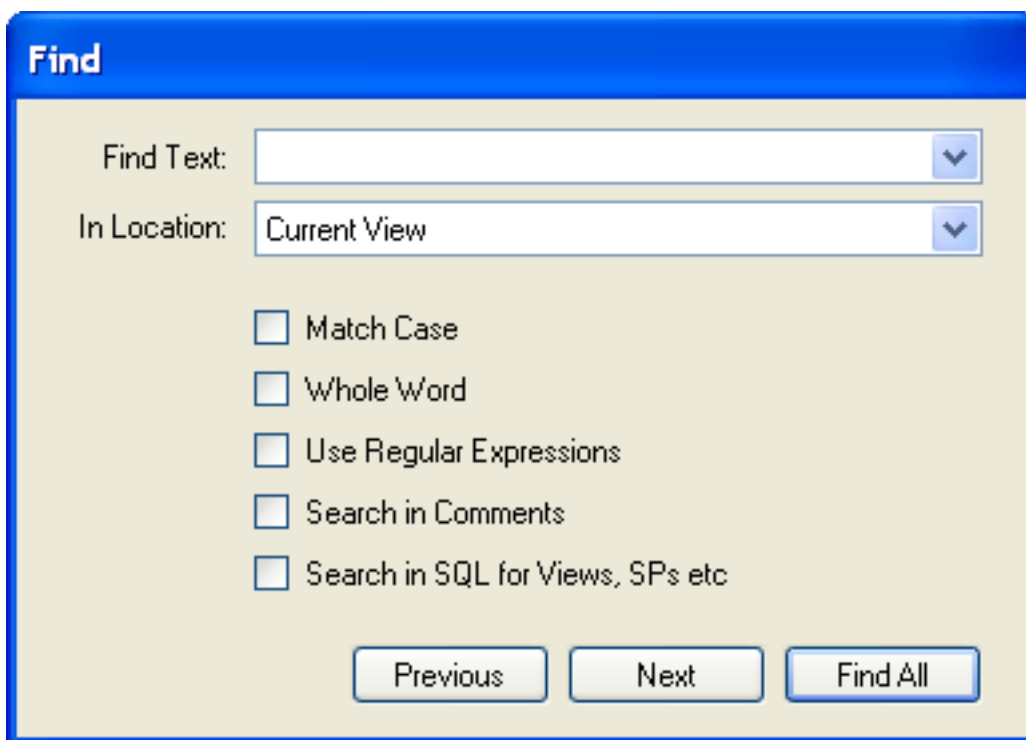 Find
Find Text:
In Location: Current View
Match Case
Whole Word
Use Regular Expressions
Search in Comments
Search in SQL for Views, SPs etc
Previous Next Find All